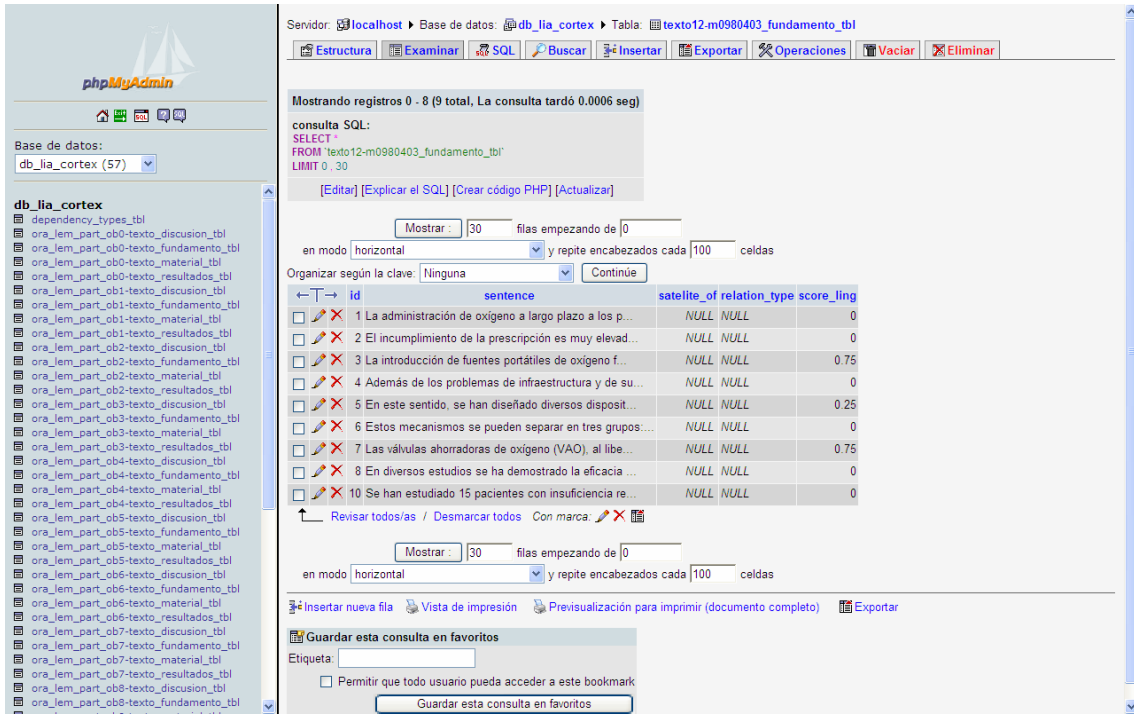 phpMyAdmin
SQL
Base de datos:
db_lia_cortex (57)
db_lia_cortex
dependency_types_tbl
ora_lem_part_ob0-texto_discusion_tbl
ora_lem_part_ob0-texto_fundamento_tbl
ora_lem_part_ob0-texto_material_tbl
ora_lem_part_ob0-texto_resultados_tbl
ora_lem_part_ob1-texto_discusion_tbl
ora_lem_part_ob1-texto_fundamento_tbl
ora_lem_part_ob1-texto_material_tbl
ora_lem_part_ob1-texto_resultados_tbl
ora_lem_part_ob2-texto_discusion_tbl
ora_lem_part_ob2-texto_fundamento_tbl
ora_lem_part_ob2-texto_material_tbl
ora_lem_part_ob2-texto_resultados_tbl
ora_lem_part_ob3-texto_discusion_tbl
ora_lem_part_ob3-texto_fundamento_tbl
ora_lem_part_ob3-texto_material_tbl
ora_lem_part_ob3-texto_resultados_tbl
ora_lem_part_ob4-texto_discusion_tbl
ora_lem_part_ob4-texto_fundamento_tbl
ora_lem_part_ob4-texto_material_tbl
ora_lem_part_ob4-texto_resultados_tbl
ora_lem_part_ob5-texto_discusion_tbl
ora_lem_part_ob5-texto_fundamento_tbl
ora_lem_part_ob5-texto_material_tbl
ora_lem_part_ob5-texto_resultados_tbl
ora_lem_part_ob6-texto_discusion_tbl
ora_lem_part_ob6-texto_fundamento_tbl
ora_lem_part_ob6-texto_material_tbl
ora_lem_part_ob6-texto_resultados_tbl
ora_lem_part_ob7-texto_discusion_tbl
ora_lem_part_ob7-texto_fundamento_tbl
ora_lem_part_ob7-texto_material_tbl
ora_lem_part_ob7-texto_resultados_tbl
ora_lem_part_ob8-texto_discusion_tbl
ora_lem_part_ob8-texto_fundamento_tbl
Servidor: localhost ▸ Base de datos: db_lia_cortex ▸ Tabla: texto12-m0980403_fundamento_tbl
Estructura Examinar SQL Buscar Insertar Exportar Operaciones Vaciar Eliminar
Mostrando registros 0 - 8 (9 total, La consulta tardó 0.0006 seg)
consulta SQL:
SELECT *
FROM `texto12-m0980403_fundamento_tbl`
LIMIT 0 , 30
[Editar] [Explicar el SQL] [Crear código PHP] [Actualizar]
Mostrar : 30 filas empezando de 0
en modo horizontal y repite encabezados cada 100 celdas
Organizar según la clave: Ninguna Continúe
←T→ id sentence satelite_of relation_type score_ling
1 La administración de oxígeno a largo plazo a los p... NULL NULL 0
2 El incumplimiento de la prescripción es muy elevad... NULL NULL 0
3 La introducción de fuentes portátiles de oxígeno f... NULL NULL 0.75
4 Además de los problemas de infraestructura y de su... NULL NULL 0
5 En este sentido, se han diseñado diversos disposit... NULL NULL 0.25
6 Estos mecanismos se pueden separar en tres grupos:... NULL NULL 0
7 Las válvulas ahorradoras de oxígeno (VAO), al libe... NULL NULL 0.75
8 En diversos estudios se ha demostrado la eficacia ... NULL NULL 0
10 Se han estudiado 15 pacientes con insuficiencia re... NULL NULL 0
Revisar todos/as / Desmarcar todos Con marca:
Mostrar : 30 filas empezando de 0
en modo horizontal y repite encabezados cada 100 celdas
Insertar nueva fila Vista de impresión Previsualización para imprimir (documento completo) Exportar
Guardar esta consulta en favoritos
Etiqueta:
Permitir que todo usuario pueda acceder a este bookmark
Guardar esta consulta en favoritos